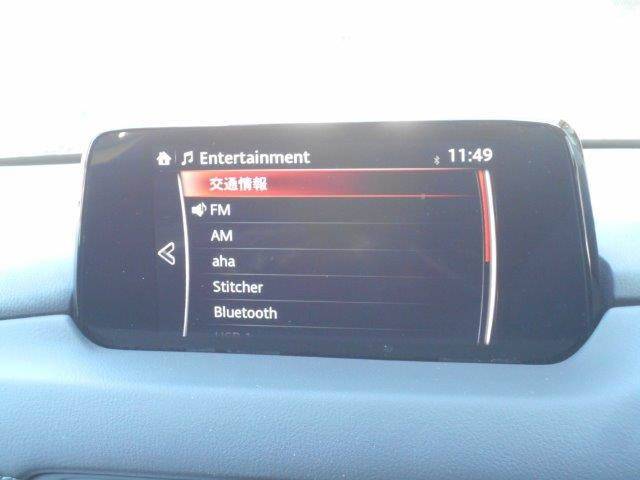 Entertainment 11:49
交通情報
FM
AM
aha
Stitcher
Bluetooth